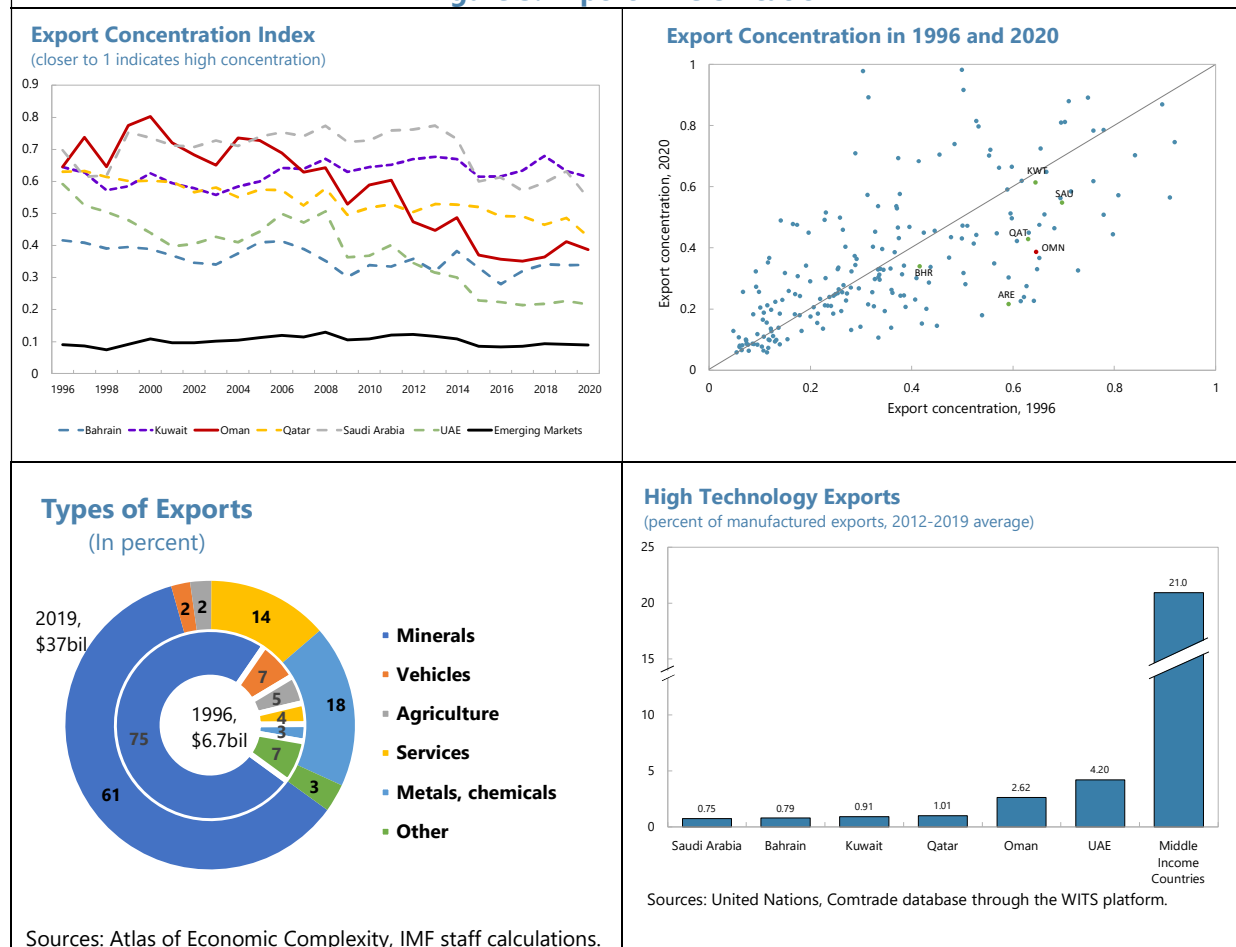 Export Concentration Index
(closer to 1 indicates high concentration)
0.9
0.8
0.7
0.6
0.5
0.4
0.3
0.2
0.1
0
1996 1998 2000 2002 2004 2006 2008 2010 2012 2014 2016 2018 2020
Bahrain Kuwait Oman Qatar Saudi Arabia UAE Emerging Markets
Export Concentration in 1996 and 2020
Export concentration, 2020
1
0.8
0.6
0.4
0.2
0
KWT
SAU
QAT
OMN
BHR
ARE
0 0.2 0.4 0.6 0.8 1
Export concentration, 1996
Types of Exports
(In percent)
2019,
$37bil
1996,
$6.7bil
2 2
14
18
3
61
75
7
5
4
3
7
Minerals
Vehicles
Agriculture
Services
Metals, chemicals
Other
Sources: Atlas of Economic Complexity, IMF staff calculations.
High Technology Exports
(percent of manufactured exports, 2012-2019 average)
25
20
15
10
5
0
0.75 0.79 0.91 1.01 2.62 4.20 21.0
Saudi Arabia Bahrain Kuwait Qatar Oman UAE Middle
Income
Countries
Sources: United Nations, Comtrade database through the WITS platform.